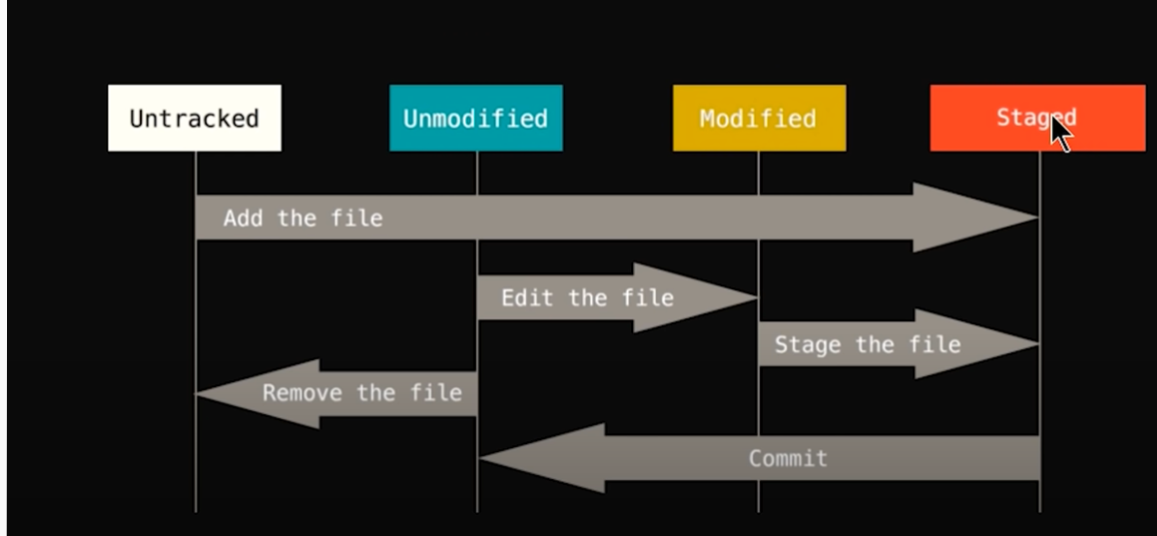 Untracked
Unmodified
Modified
Staged
Add the file
Edit the file
Stage the file
Remove the file
Commit